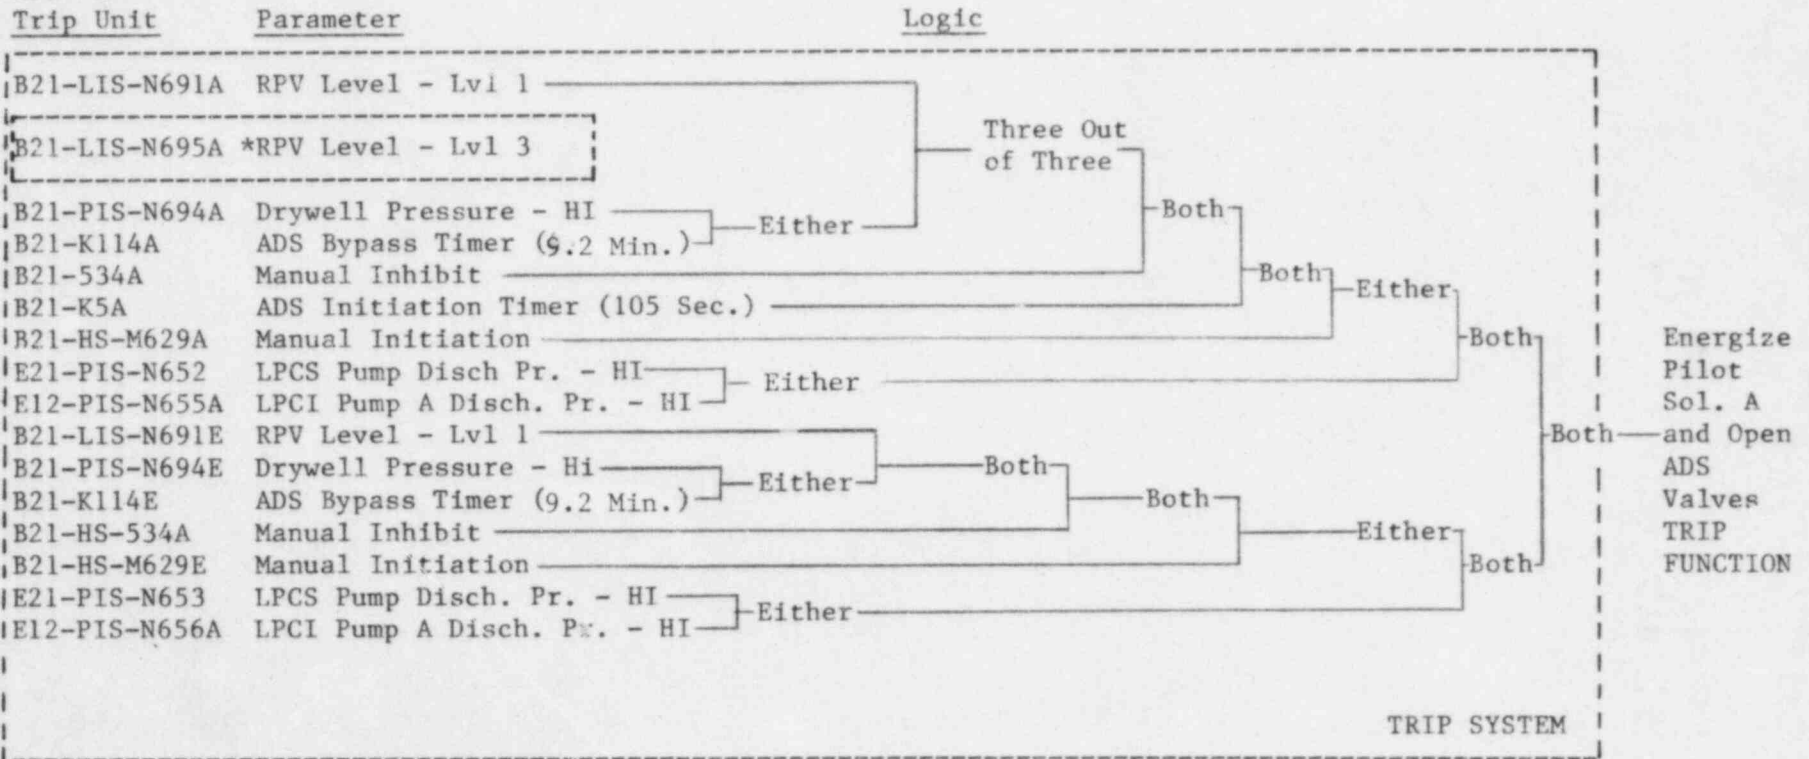 Trip Unit Parameter Logic
B21-LIS-N691A RPV Level - Lvl 1
B21-LIS-N695A *RPV Level - Lvl 3
Three Out
of Three
B21-PIS-N694A Drywell Pressure - HI
Either
Both
B21-K114A ADS Bypass Timer (9.2 Min.)
B21-534A Manual Inhibit
Both
B21-K5A ADS Initiation Timer (105 Sec.)
Either
B21-HS-M629A Manual Initiation
Both
E21-PIS-N652 LPCS Pump Disch Pr. - HI
Either
E12-PIS-N655A LPCI Pump A Disch. Pr. - HI
B21-LIS-N691E RPV Level - Lvl 1
Both
B21-PIS-N694E Drywell Pressure - Hi
Either
Both
B21-K114E ADS Bypass Timer (9.2 Min.)
Both
B21-HS-534A Manual Inhibit
Either
B21-HS-M629E Manual Initiation
Both
E21-PIS-N653 LPCS Pump Disch. Pr. - HI
Either
E12-PIS-N656A LPCI Pump A Disch. Pr. - HI
Energize
Pilot
Sol. A
and Open
ADS
Valves
TRIP
FUNCTION
TRIP SYSTEM